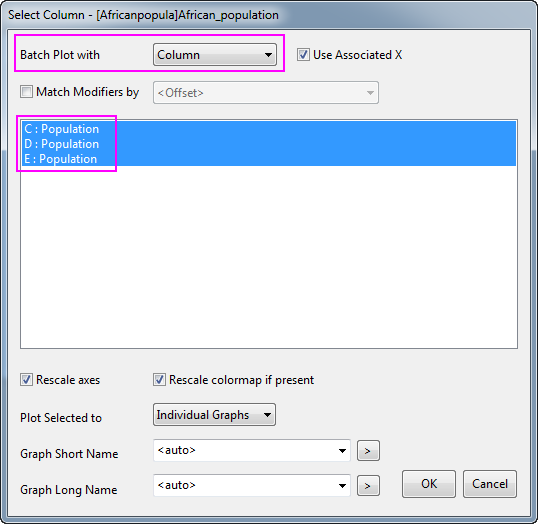 Select Column - [Africanpopula]African_population
Batch Plot with Column Use Associated X
Match Modifiers by <Offset>
C : Population
D : Population
E : Population
Rescale axes Rescale colormap if present
Plot Selected to Individual Graphs
Graph Short Name <auto> >
Graph Long Name <auto> > OK Cancel